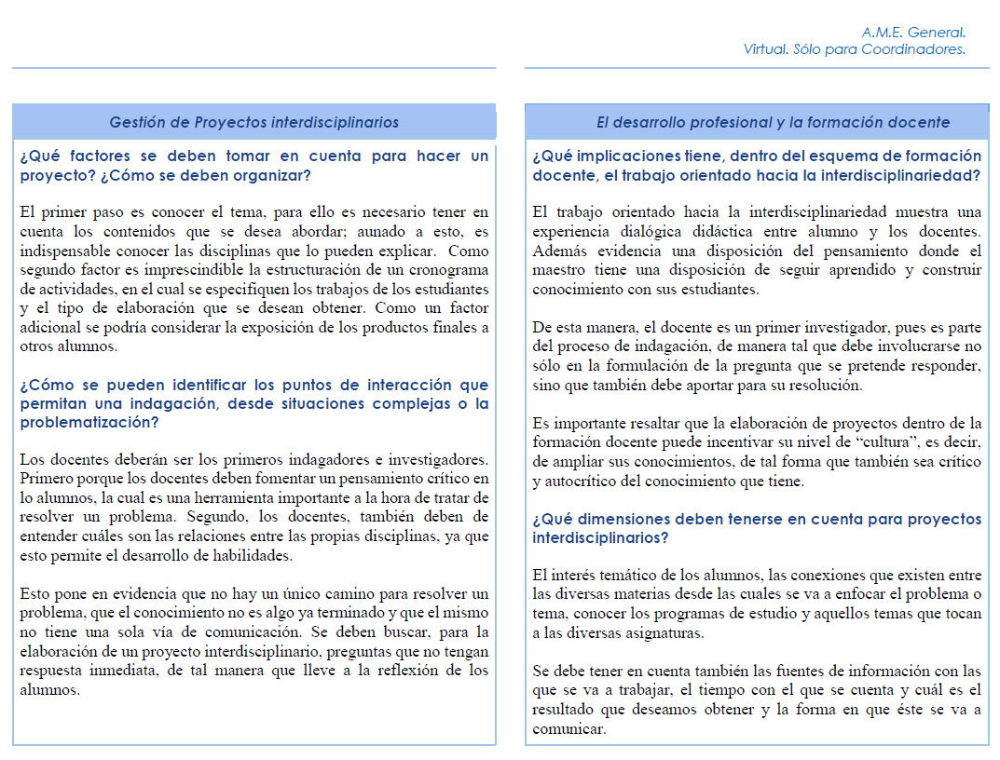 A.M.E. General.
Virtual. Sólo para Coordinadores.
Gestión de Proyectos interdisciplinarios
¿Qué factores se deben tomar en cuenta para hacer un
proyecto? ¿Cómo se deben organizar?
El primer paso es conocer el tema, para ello es necesario tener en
cuenta los contenidos que se desea abordar; aunado a esto, es
indispensable conocer las disciplinas que lo pueden explicar. Como
segundo factor es imprescindible la estructuración de un cronograma
de actividades, en el cual se especifiquen los trabajos de los estudiantes
y el tipo de elaboración que se desean obtener. Como un factor
adicional se podría considerar la exposición de los productos finales a
otros alumnos.
¿Cómo se pueden identificar los puntos de interacción que
permitan una indagación, desde situaciones complejas o la
problematización?
Los docentes deberán ser los primeros indagadores e investigadores.
Primero porque los docentes deben fomentar un pensamiento crítico en
lo alumnos, la cual es una herramienta importante a la hora de tratar de
resolver un problema. Segundo, los docentes, también deben de
entender cuáles son las relaciones entre las propias disciplinas, ya que
esto permite el desarrollo de habilidades.
Esto pone en evidencia que no hay un único camino para resolver un
problema, que el conocimiento no es algo ya terminado y que el mismo
no tiene una sola vía de comunicación. Se deben buscar, para la
elaboración de un proyecto interdisciplinario, preguntas que no tengan
respuesta inmediata, de tal manera que lleve a la reflexión de los
alumnos.
El desarrollo profesional y la formación docente
¿Qué implicaciones tiene, dentro del esquema de formación
docente, el trabajo orientado hacia la interdisciplinariedad?
El trabajo orientado hacia la interdisciplinariedad muestra una
experiencia dialógica didáctica entre alumno y los docentes.
Además evidencia una disposición del pensamiento donde el
maestro tiene una disposición de seguir aprendido y construir
conocimiento con sus estudiantes.
De esta manera, el docente es un primer investigador, pues es parte
del proceso de indagación, de manera tal que debe involucrarse no
sólo en la formulación de la pregunta que se pretende responder,
sino que también debe aportar para su resolución.
Es importante resaltar que la elaboración de proyectos dentro de la
formación docente puede incentivar su nivel de “cultura”, es decir,
de ampliar sus conocimientos, de tal forma que también sea crítico
y autocrítico del conocimiento que tiene.
¿Qué dimensiones deben tenerse en cuenta para proyectos
interdisciplinarios?
El interés temático de los alumnos, las conexiones que existen entre
las diversas materias desde las cuales se va a enfocar el problema o
tema, conocer los programas de estudio y aquellos temas que tocan
a las diversas asignaturas.
Se debe tener en cuenta también las fuentes de información con las
que se va a trabajar, el tiempo con el que se cuenta y cuál es el
resultado que deseamos obtener y la forma en que éste se va a
comunicar.